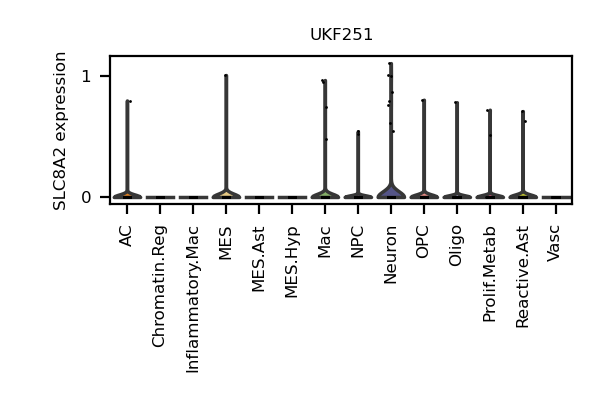 UKF251
SLC8A2 expression
1
0
AC
Chromatin.Reg
Inflammatory.Mac
MES
MES.Ast
MES.Hyp
Mac
NPC
Neuron
OPC
Oligo
Prolif.Metab
Reactive.Ast
Vasc